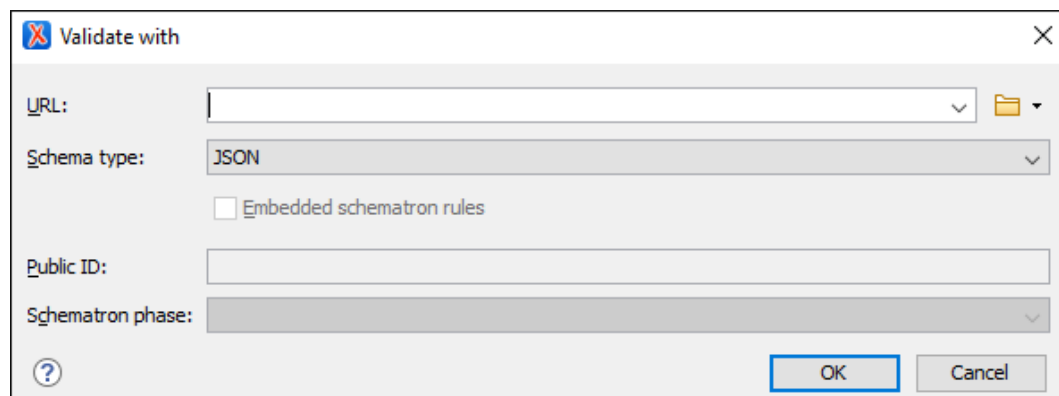 Validate with
URL:
Schema type: JSON
Embedded schematron rules
Public ID:
Schematron phase:
? OK Cancel